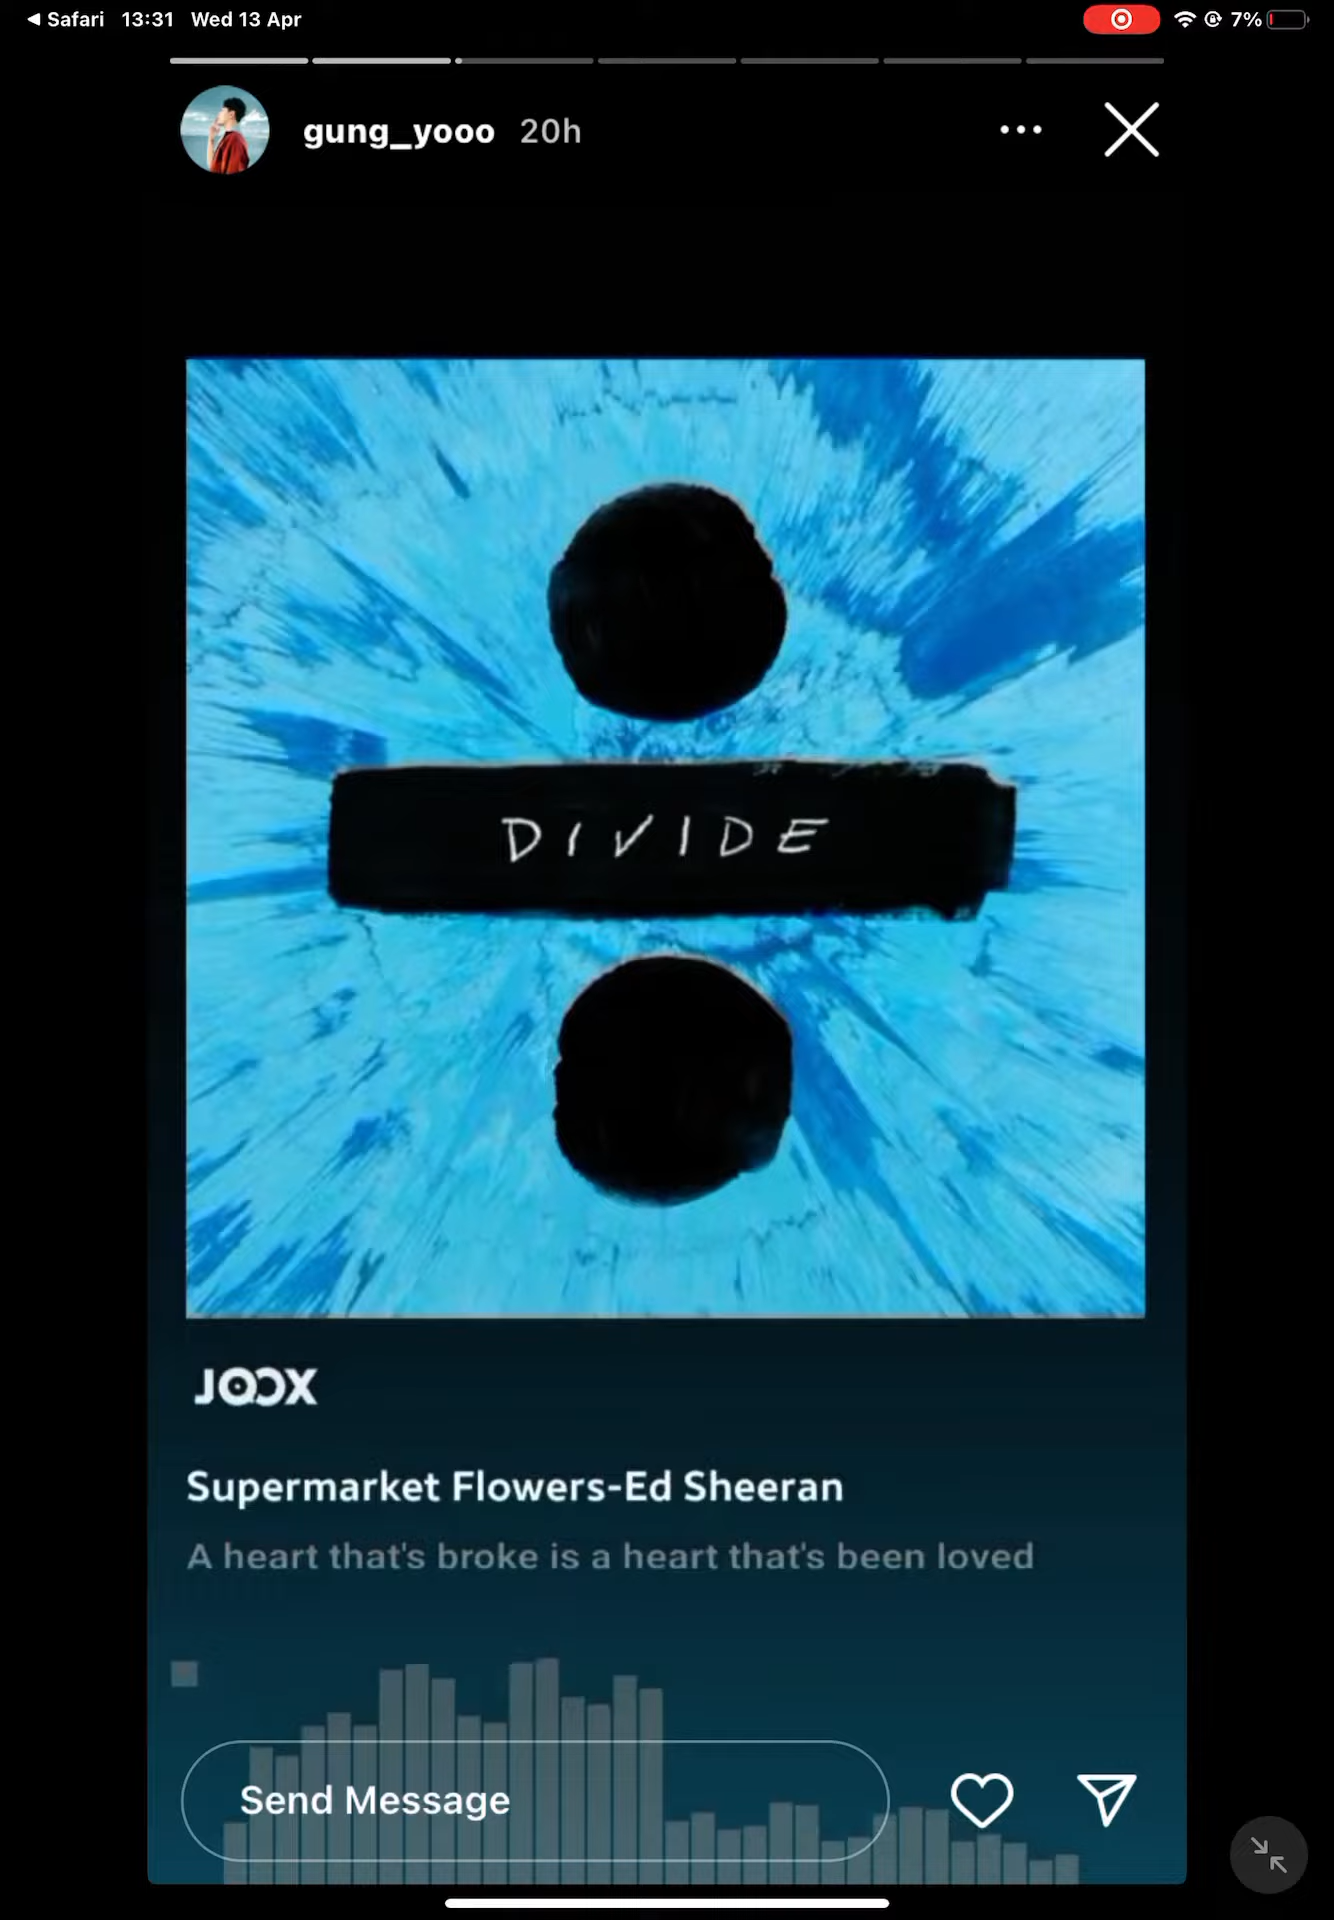 Safari 13:31 Wed 13 Apr 7%
gung_yooo 20h
DIVIDE
JOOX
Supermarket Flowers-Ed Sheeran
A heart that's broke is a heart that's been loved
Send Message